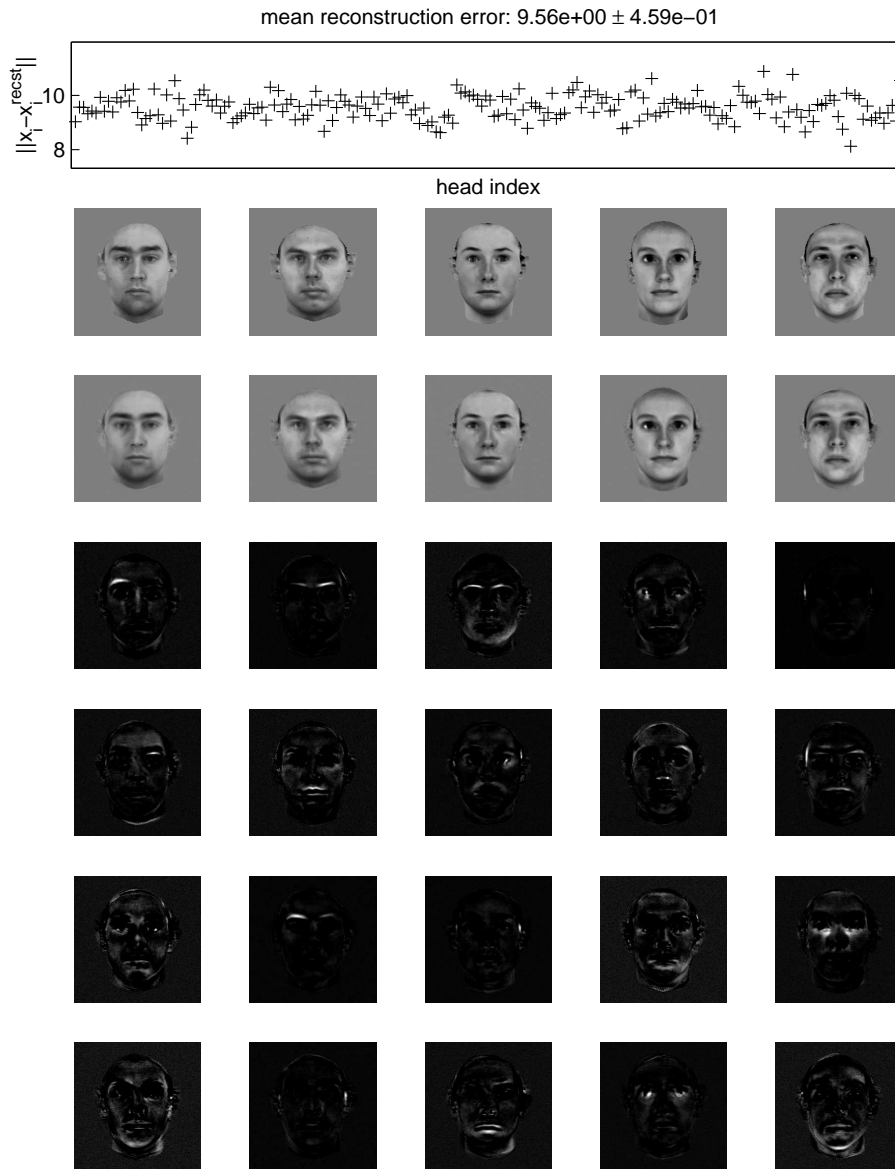 mean reconstruction error: 9.56e+00 ± 4.59e−01
||x_i−x_i^recst||
10
8
head index